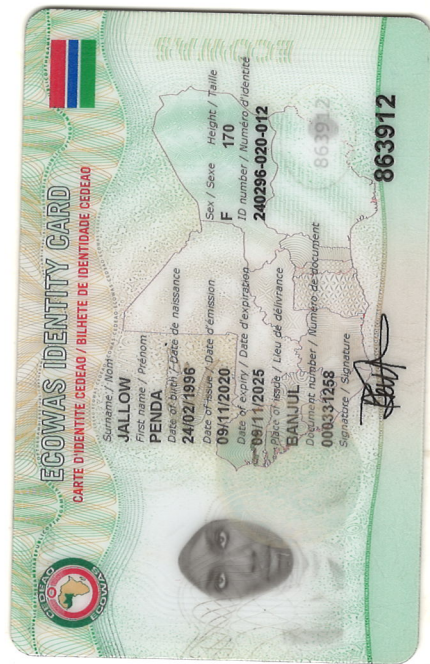 ECOWAS IDENTITY CARD
CARTE D'IDENTITE CEDEAO/ BILHETE DE IDENTIDADE CEDEAO
Surname / Nom
JALLOW
First name / Prénom
PENDA
Date of birth / Date de naissance
24/02/1996
Sex / Sexe
F
Height / Taille
170
Date of issue / Date d'émission
09/11/2020
ID number / Numéro d'identité
240296-020-012
Date of expiry / Date d'expiration
08/11/2025
Place of issue / Lieu de délivrance
BANJUL
Document number / Numéro de document
000331258
Signature / Signature
863912
863912
CEDEAO
ECOWAS
ECOWAS